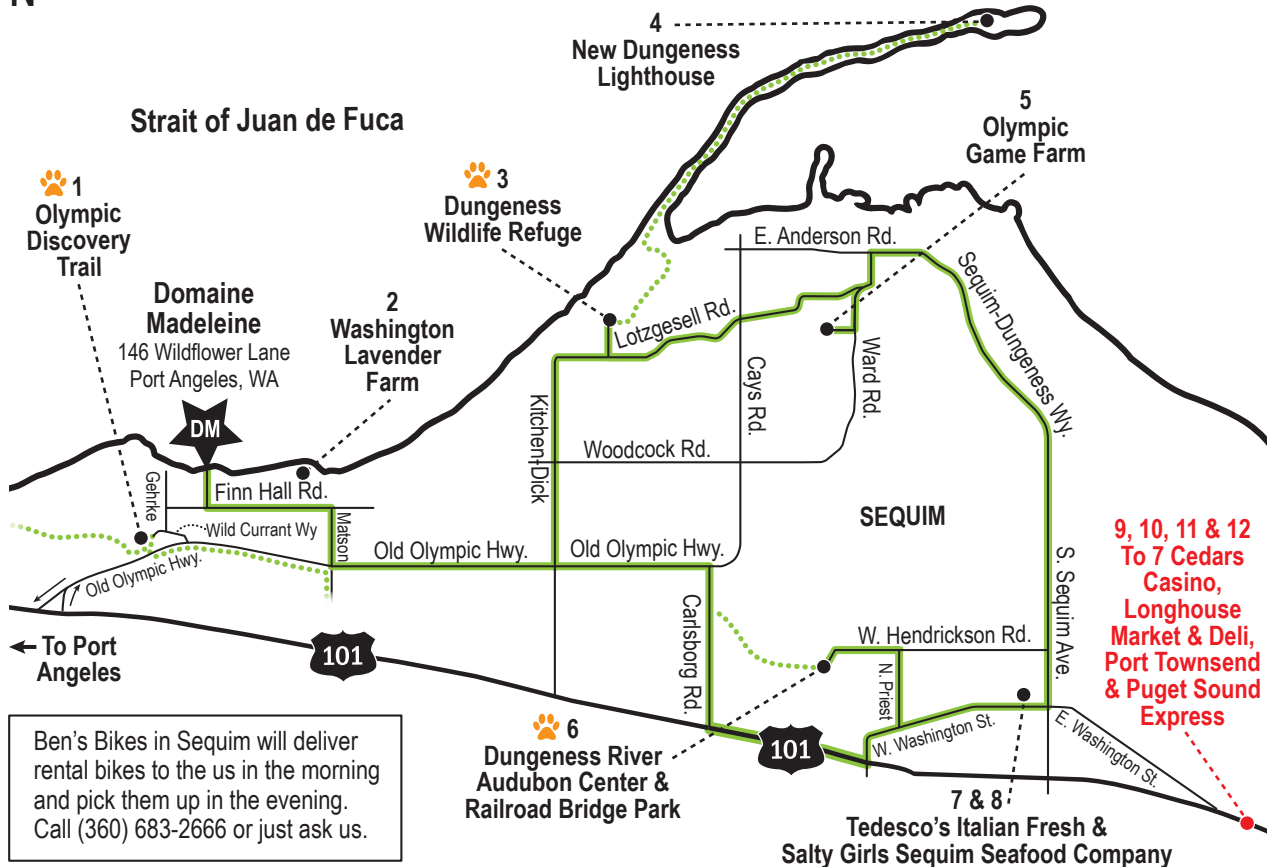 N
4
New Dungeness
Lighthouse
Strait of Juan de Fuca
5
Olympic
Game Farm
1
Olympic
Discovery
Trail
3
Dungeness
Wildlife Refuge
E. Anderson Rd.
Domaine
Madeleine
146 Wildflower Lane
Port Angeles, WA
DM
2
Washington
Lavender
Farm
Lotzgesell Rd.
Sequim-Dungeness Wy.
Kitchen-Dick
Cays Rd.
Ward Rd.
Woodcock Rd.
Gehrke
Finn Hall Rd.
Wild Currant Wy
Matson
Old Olympic Hwy.
Old Olympic Hwy.
Old Olympic Hwy.
SEQUIM
S. Sequim Ave.
9, 10, 11 & 12
To 7 Cedars
Casino,
Longhouse
Market & Deli,
Port Townsend
& Puget Sound
Express
To Port
Angeles
101
Carlsborg Rd.
W. Hendrickson Rd.
N. Priest
W. Washington St.
E. Washington St.
101
6
Dungeness River
Audubon Center &
Railroad Bridge Park
7 & 8
Tedesco's Italian Fresh &
Salty Girls Sequim Seafood Company
Ben's Bikes in Sequim will deliver
rental bikes to the us in the morning
and pick them up in the evening.
Call (360) 683-2666 or just ask us.